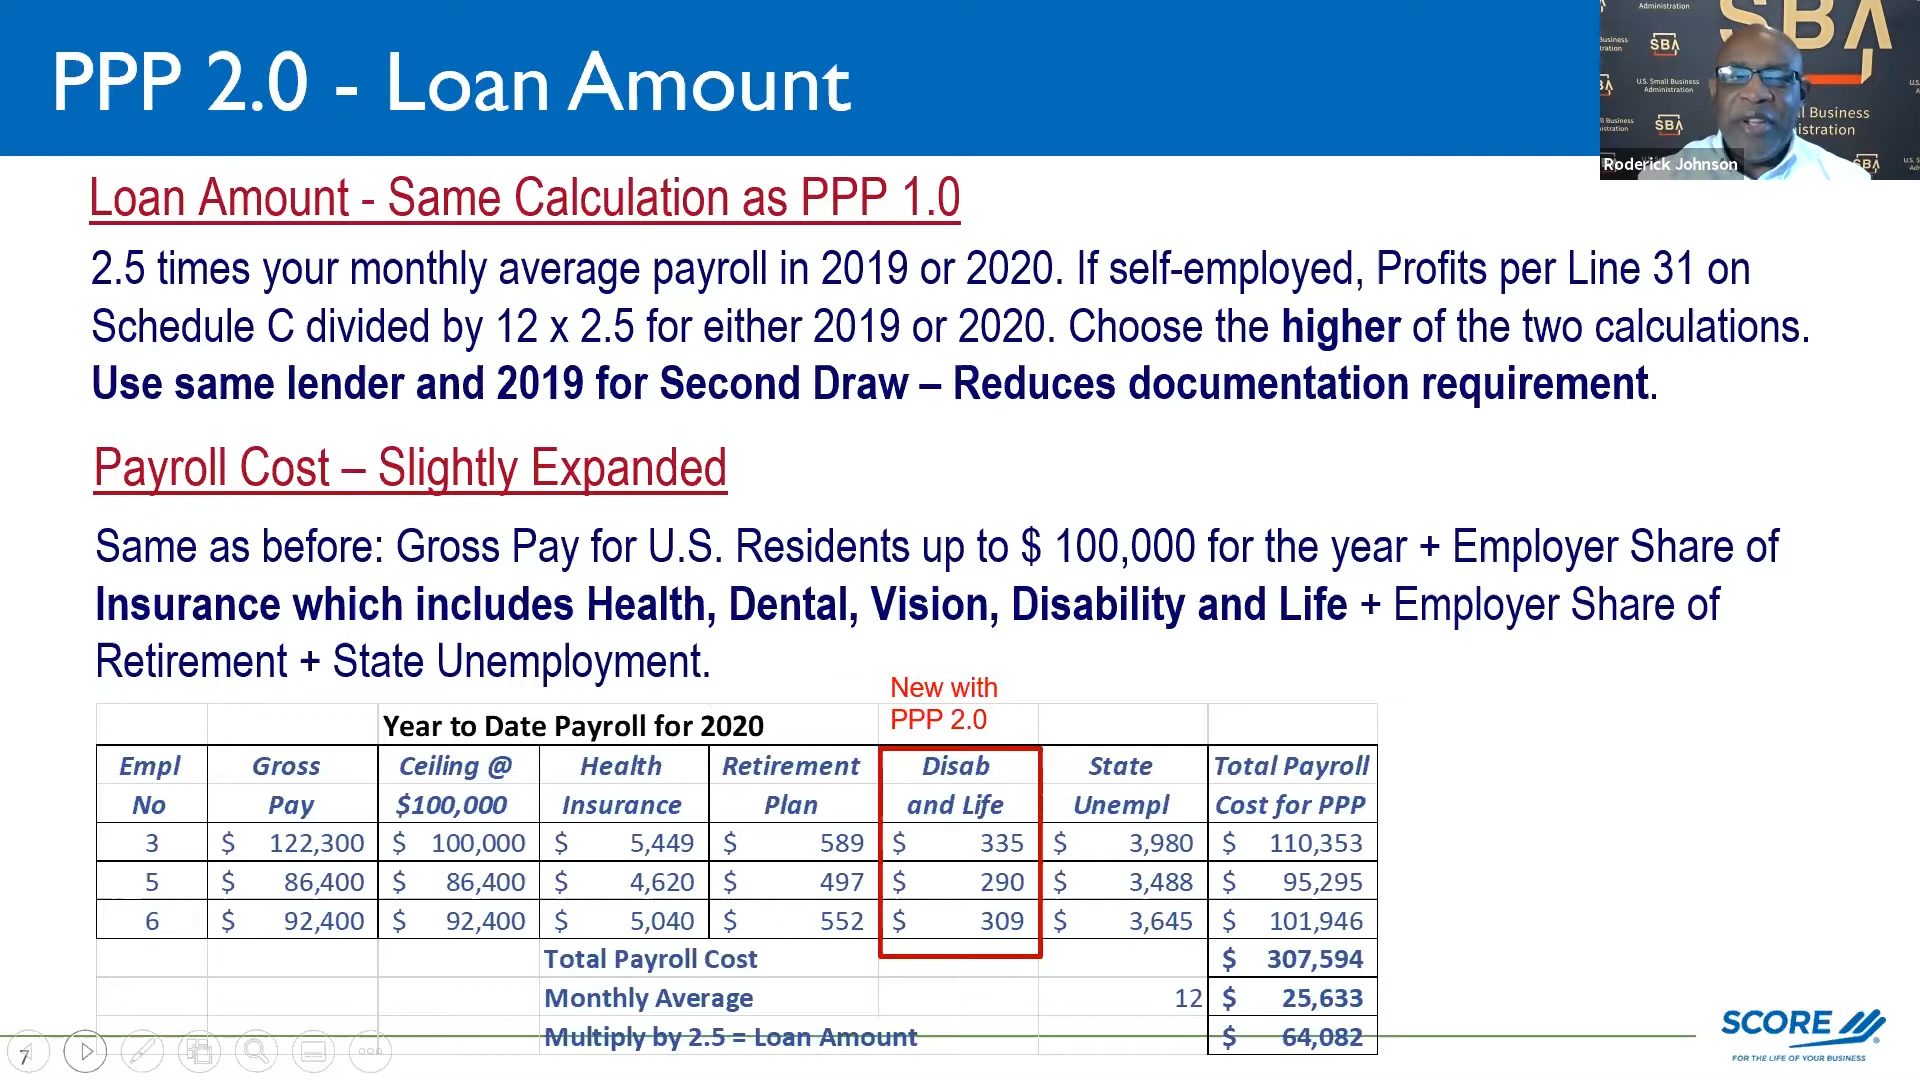 PPP 2.0 - Loan Amount
Administration
SBA
U.S. Small Business
Administration
SBA
Roderick Johnson
Loan Amount - Same Calculation as PPP 1.0
2.5 times your monthly average payroll in 2019 or 2020. If self-employed, Profits per Line 31 on
Schedule C divided by 12 x 2.5 for either 2019 or 2020. Choose the higher of the two calculations.
Use same lender and 2019 for Second Draw – Reduces documentation requirement.
Payroll Cost – Slightly Expanded
Same as before: Gross Pay for U.S. Residents up to $ 100,000 for the year + Employer Share of
Insurance which includes Health, Dental, Vision, Disability and Life + Employer Share of
Retirement + State Unemployment.
New with
PPP 2.0
Year to Date Payroll for 2020
Empl Gross Ceiling @ Health Retirement Disab State Total Payroll
No Pay $100,000 Insurance Plan and Life Unempl Cost for PPP
3 $ 122,300 $ 100,000 $ 5,449 $ 589 $ 335 $ 3,980 $ 110,353
5 $ 86,400 $ 86,400 $ 4,620 $ 497 $ 290 $ 3,488 $ 95,295
6 $ 92,400 $ 92,400 $ 5,040 $ 552 $ 309 $ 3,645 $ 101,946
Total Payroll Cost $ 307,594
Monthly Average 12 $ 25,633
Multiply by 2.5 = Loan Amount $ 64,082
7
SCORE
FOR THE LIFE OF YOUR BUSINESS